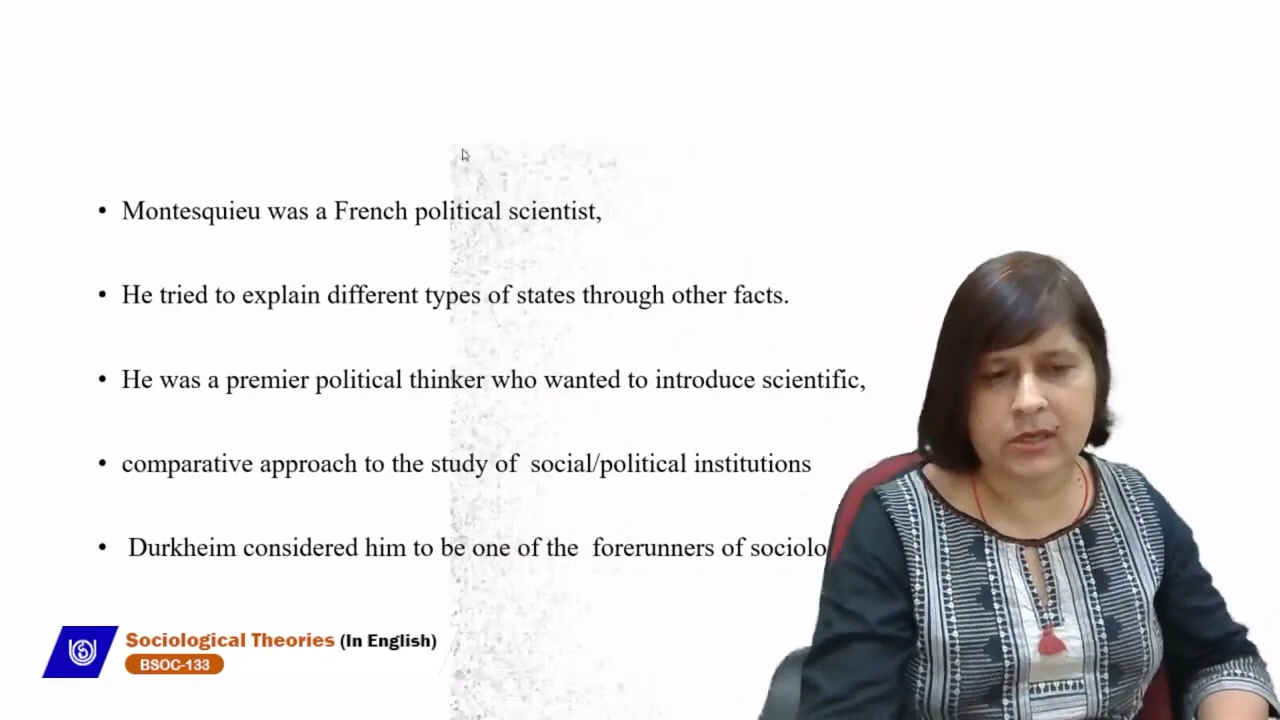 • Montesquieu was a French political scientist,
• He tried to explain different types of states through other facts.
• He was a premier political thinker who wanted to introduce scientific,
• comparative approach to the study of social/political institutions
• Durkheim considered him to be one of the forerunners of sociolo
Sociological Theories (In English)
BSOC-133